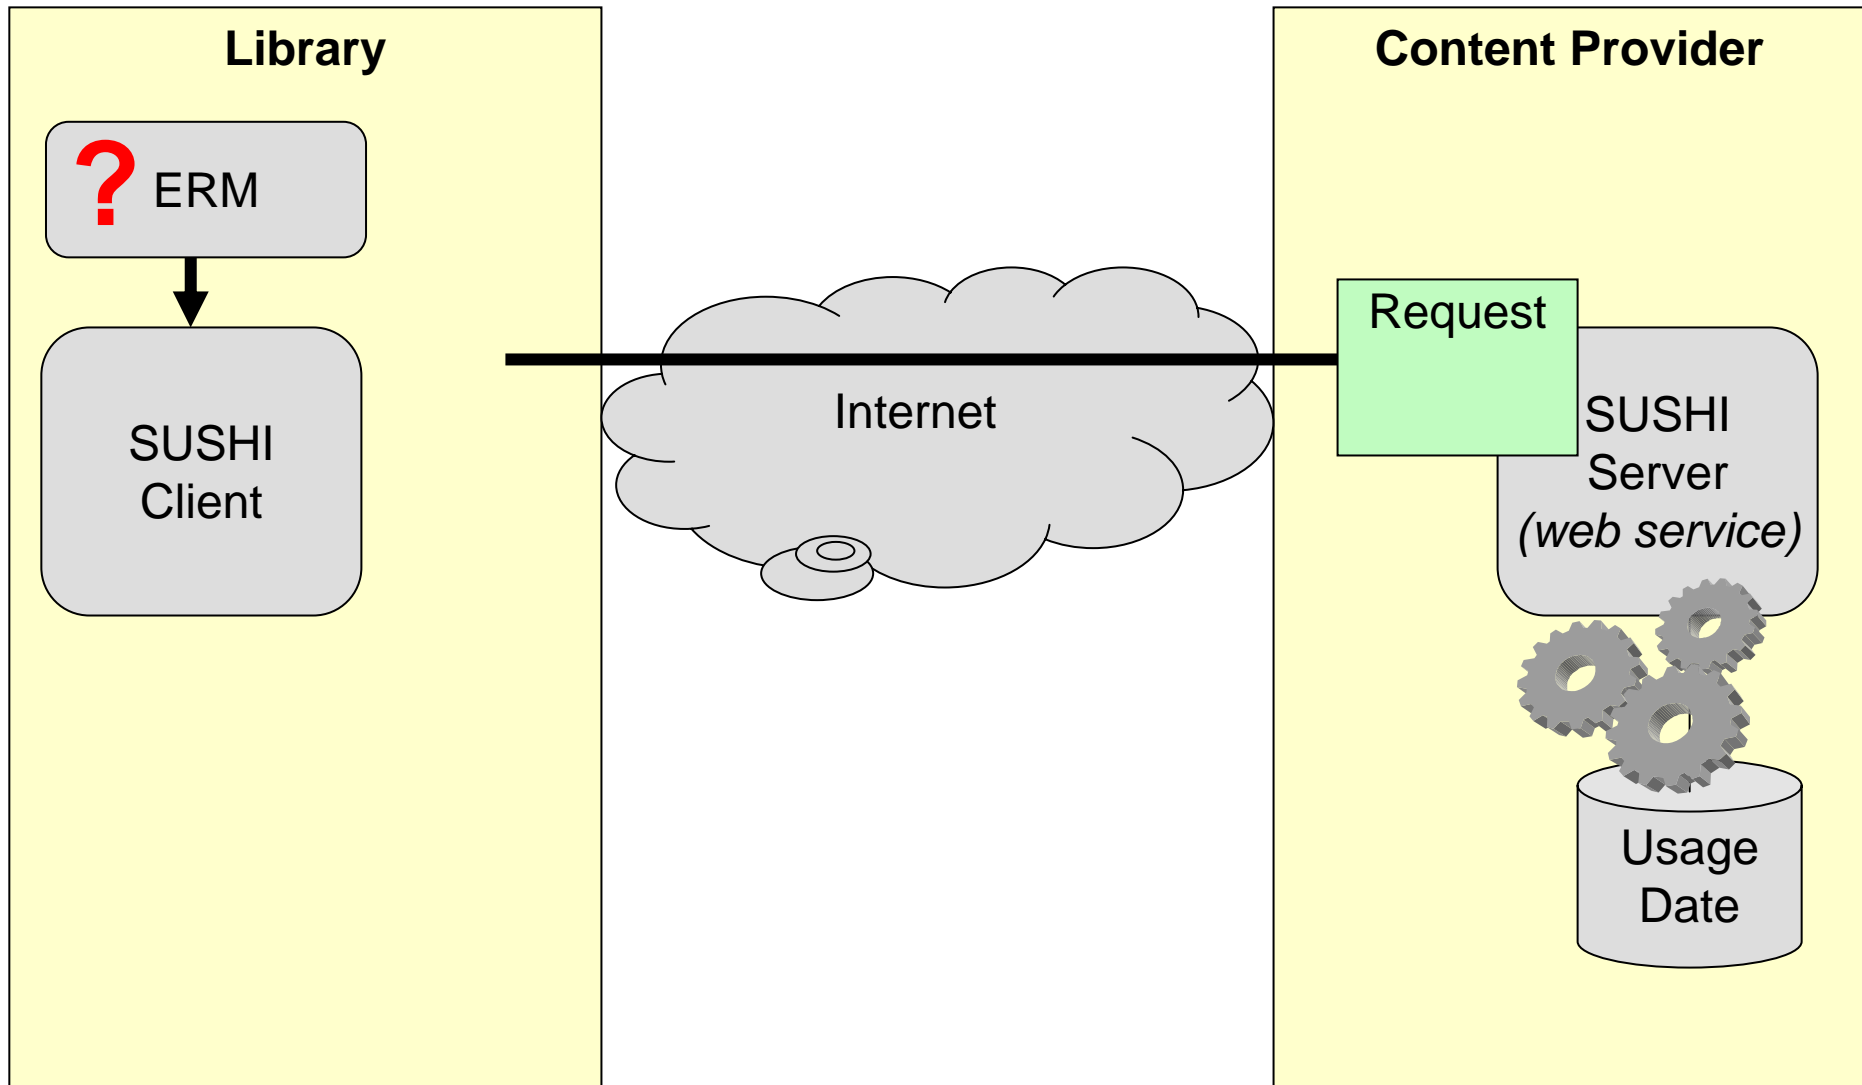 Library
? ERM
SUSHI
Client
Internet
Content Provider
Request
SUSHI
Server
(web service)
Usage
Date